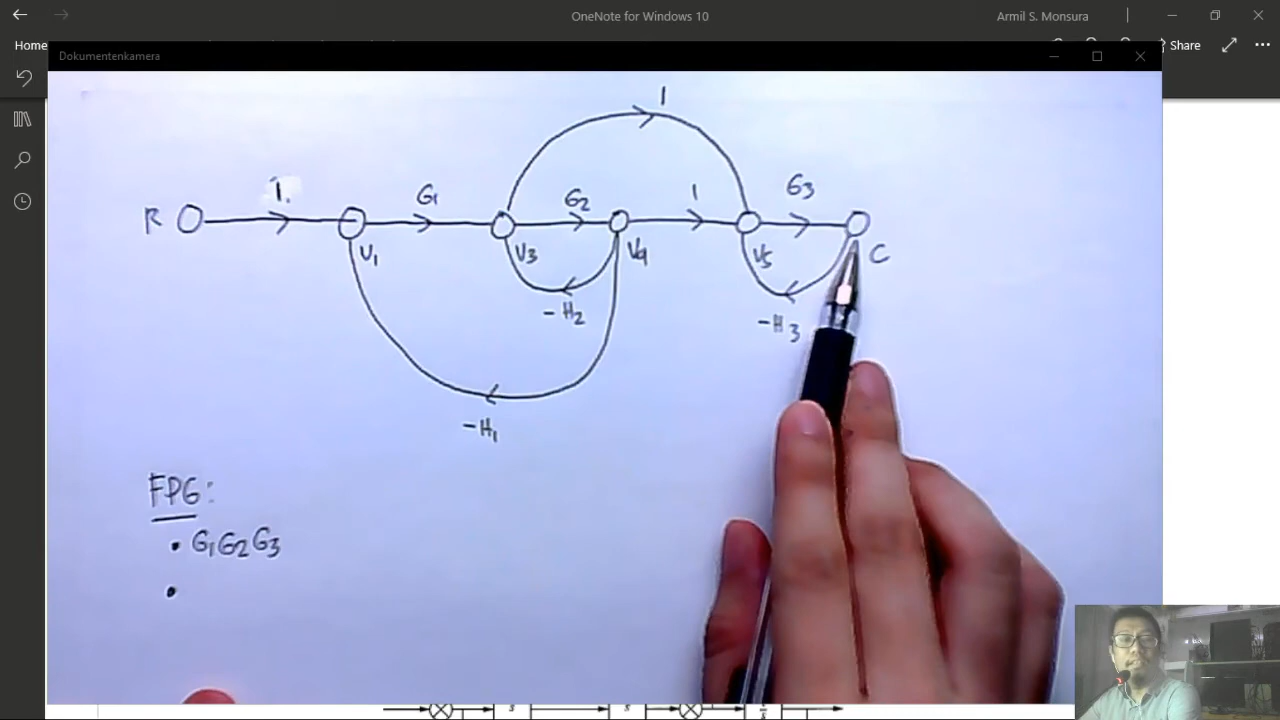 OneNote for Windows 10
Armil S. Monsura
Home
Share
Dokumentenkamera
1
R
1.
G1
G2
1
G3
V1
V3
V4
V5
C
-H2
-H3
-H1
FPG:
• G1G2G3
•
s
s